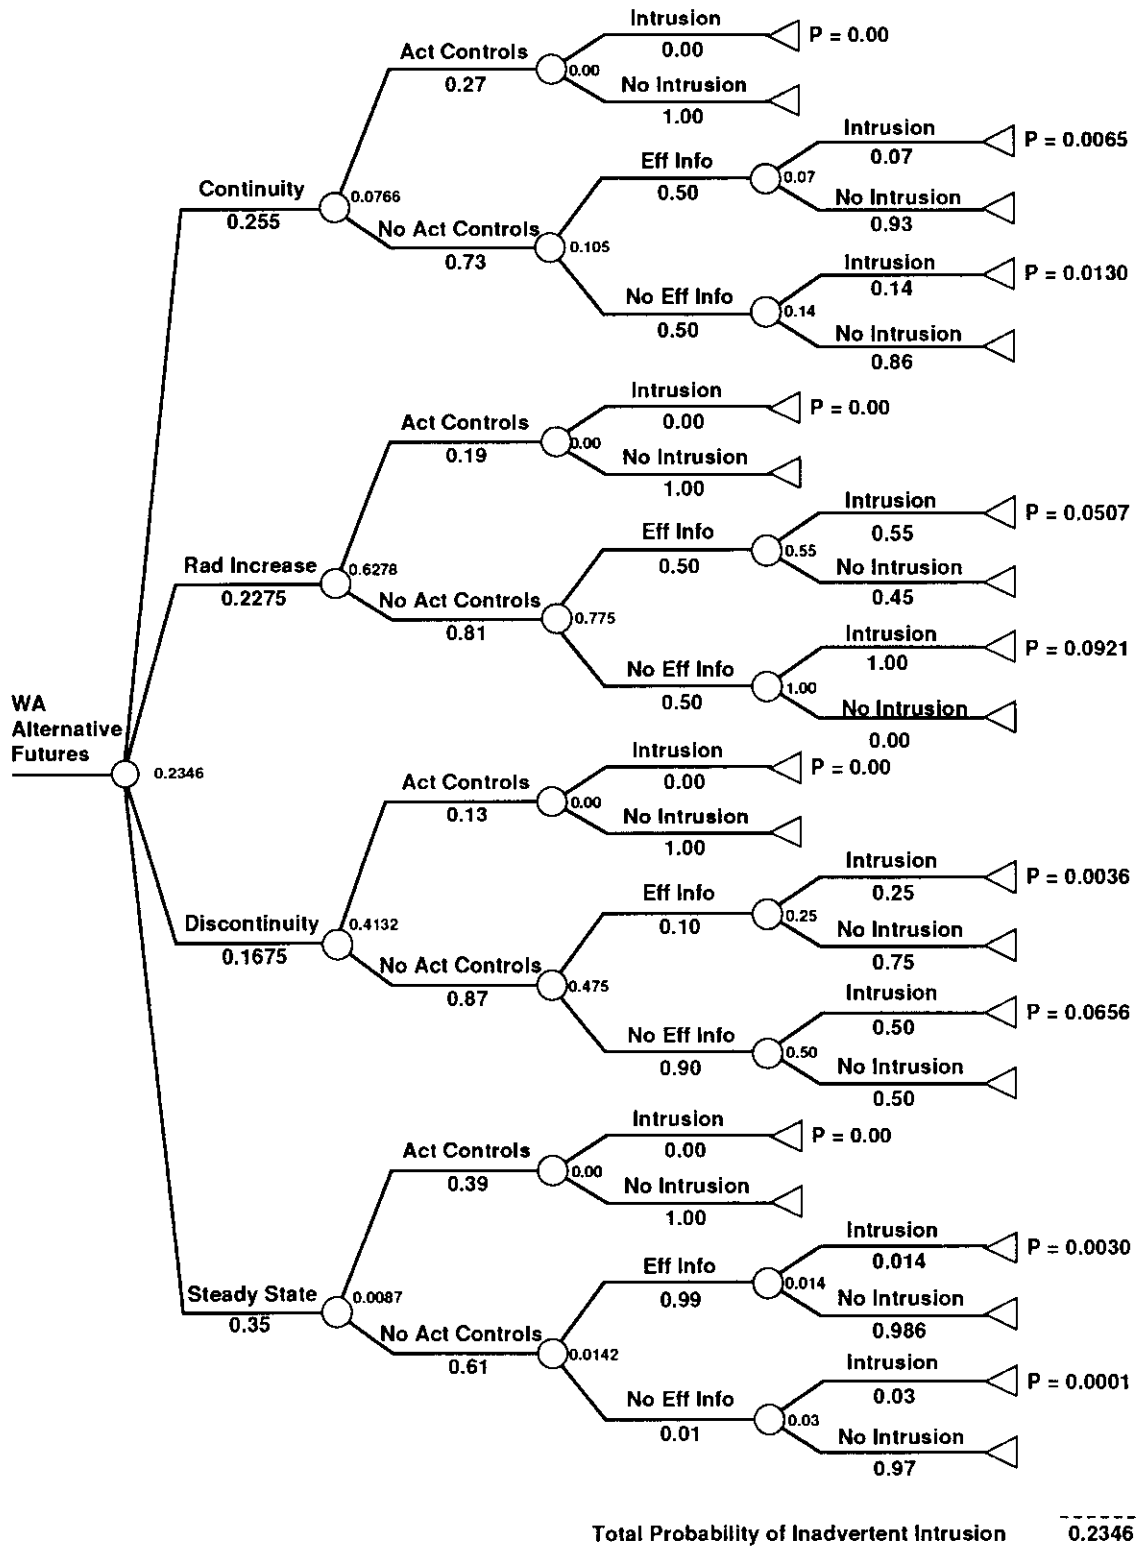 Intrusion
P = 0.00
0.00
Act Controls
0.27
0.00
No Intrusion
1.00
Intrusion
P = 0.0065
0.07
Eff Info
0.50
0.07
No Intrusion
0.93
Continuity
0.255
0.0766
No Act Controls
0.73
0.105
Intrusion
P = 0.0130
0.14
No Eff Info
0.50
0.14
No Intrusion
0.86
Intrusion
P = 0.00
0.00
Act Controls
0.19
0.00
No Intrusion
1.00
Intrusion
P = 0.0507
0.55
Eff Info
0.50
0.55
No Intrusion
0.45
Rad Increase
0.2275
0.6278
No Act Controls
0.81
0.775
Intrusion
P = 0.0921
1.00
No Eff Info
0.50
1.00
No Intrusion
0.00
WA
Alternative
Futures
0.2346
Intrusion
P = 0.00
0.00
Act Controls
0.13
0.00
No Intrusion
1.00
Intrusion
P = 0.0036
0.25
Eff Info
0.10
0.25
No Intrusion
0.75
Discontinuity
0.1675
0.4132
No Act Controls
0.87
0.475
Intrusion
P = 0.0656
0.50
No Eff Info
0.90
0.50
No Intrusion
0.50
Intrusion
P = 0.00
0.00
Act Controls
0.39
0.00
No Intrusion
1.00
Intrusion
P = 0.0030
0.014
Eff Info
0.99
0.014
No Intrusion
0.986
Steady State
0.35
0.0087
No Act Controls
0.61
0.0142
Intrusion
P = 0.0001
0.03
No Eff Info
0.01
0.03
No Intrusion
0.97
Total Probability of Inadvertent Intrusion 0.2346